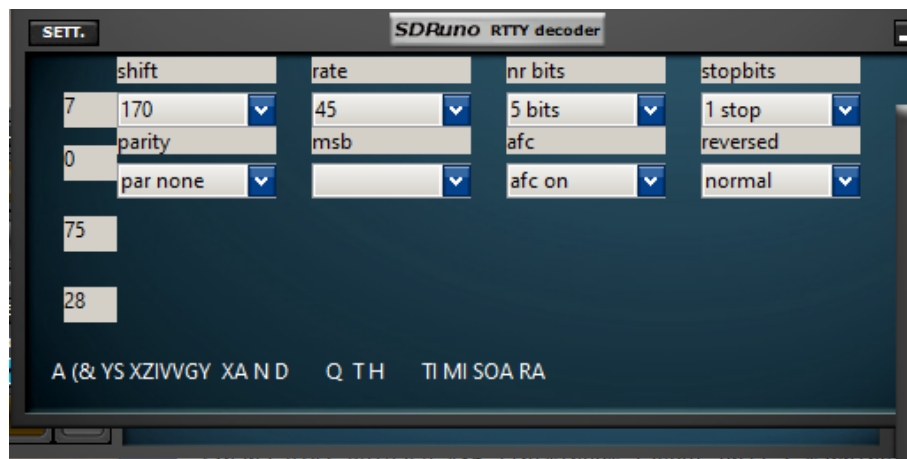 SETT. SDRuno RTTY decoder
shift rate nr bits stopbits
7 170 45 5 bits 1 stop
parity msb afc reversed
0 par none afc on normal
75
28
A (& YS XZIVVGY XA N D Q T H TI MI SOA RA